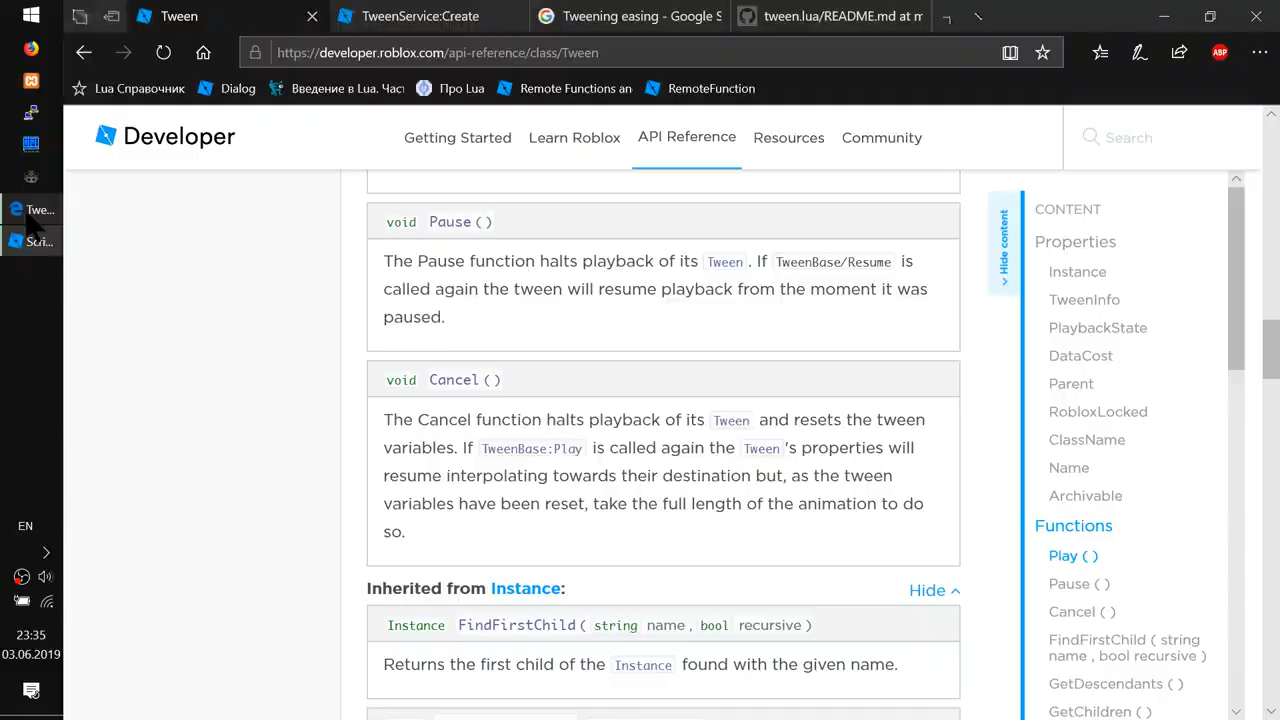 Tween
TweenService:Create
Tweening easing - Google S
tween.lua/README.md at m
https://developer.roblox.com/api-reference/class/Tween
ABP
Lua Справочник
Dialog
Введение в Lua. Част
Про Lua
Remote Functions an
RemoteFunction
Developer
Getting Started
Learn Roblox
API Reference
Resources
Community
Search
Twe...
Scri...
EN
23:35
03.06.2019
void Pause ( )
The Pause function halts playback of its Tween . If TweenBase/Resume is
called again the tween will resume playback from the moment it was
paused.
void Cancel ( )
The Cancel function halts playback of its Tween and resets the tween
variables. If TweenBase:Play is called again the Tween 's properties will
resume interpolating towards their destination but, as the tween
variables have been reset, take the full length of the animation to do
so.
Inherited from Instance:
Hide
Instance FindFirstChild ( string name , bool recursive )
Returns the first child of the Instance found with the given name.
Hide content
CONTENT
Properties
Instance
TweenInfo
PlaybackState
DataCost
Parent
RobloxLocked
ClassName
Name
Archivable
Functions
Play ( )
Pause ( )
Cancel ( )
FindFirstChild ( string
name , bool recursive )
GetDescendants ( )
GetChildren ( )